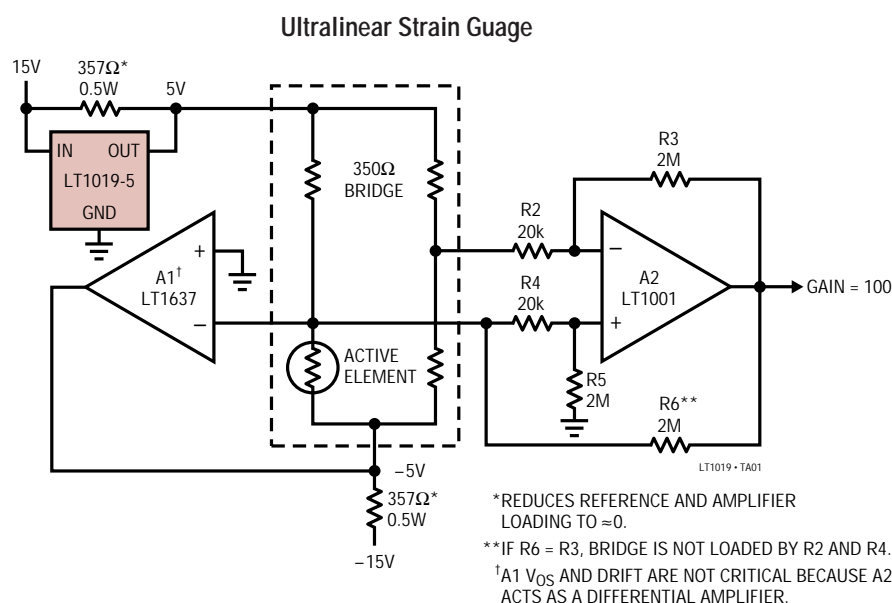 Ultralinear Strain Guage
15V
357Ω*
0.5W
5V
IN OUT
LT1019-5
GND
350Ω
BRIDGE
R3
2M
R2
20k
+
A1†
LT1637
–
–
A2
LT1001
+
GAIN = 100
R4
20k
ACTIVE
ELEMENT
R5
2M
R6**
2M
LT1019 • TA01
–5V
357Ω*
0.5W
–15V
*REDUCES REFERENCE AND AMPLIFIER
LOADING TO ≈0.
**IF R6 = R3, BRIDGE IS NOT LOADED BY R2 AND R4.
†A1 VOS AND DRIFT ARE NOT CRITICAL BECAUSE A2
ACTS AS A DIFFERENTIAL AMPLIFIER.